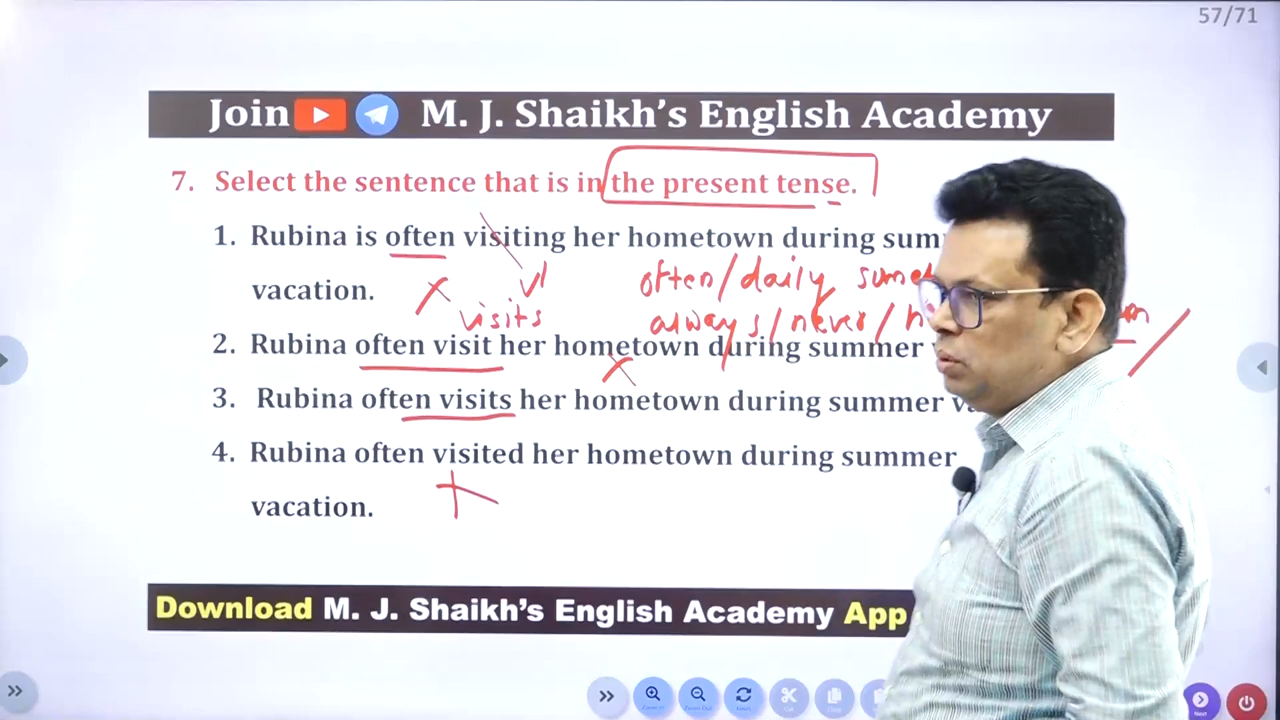 57/71
Join M. J. Shaikh's English Academy
7. Select the sentence that is in the present tense.
1. Rubina is often visiting her hometown during
vacation.
often/daily
visits
always/never/
2. Rubina often visit her hometown during summer
3. Rubina often visits her hometown during summer
4. Rubina often visited her hometown during summer
vacation.
Download M. J. Shaikh's English Academy App
Next